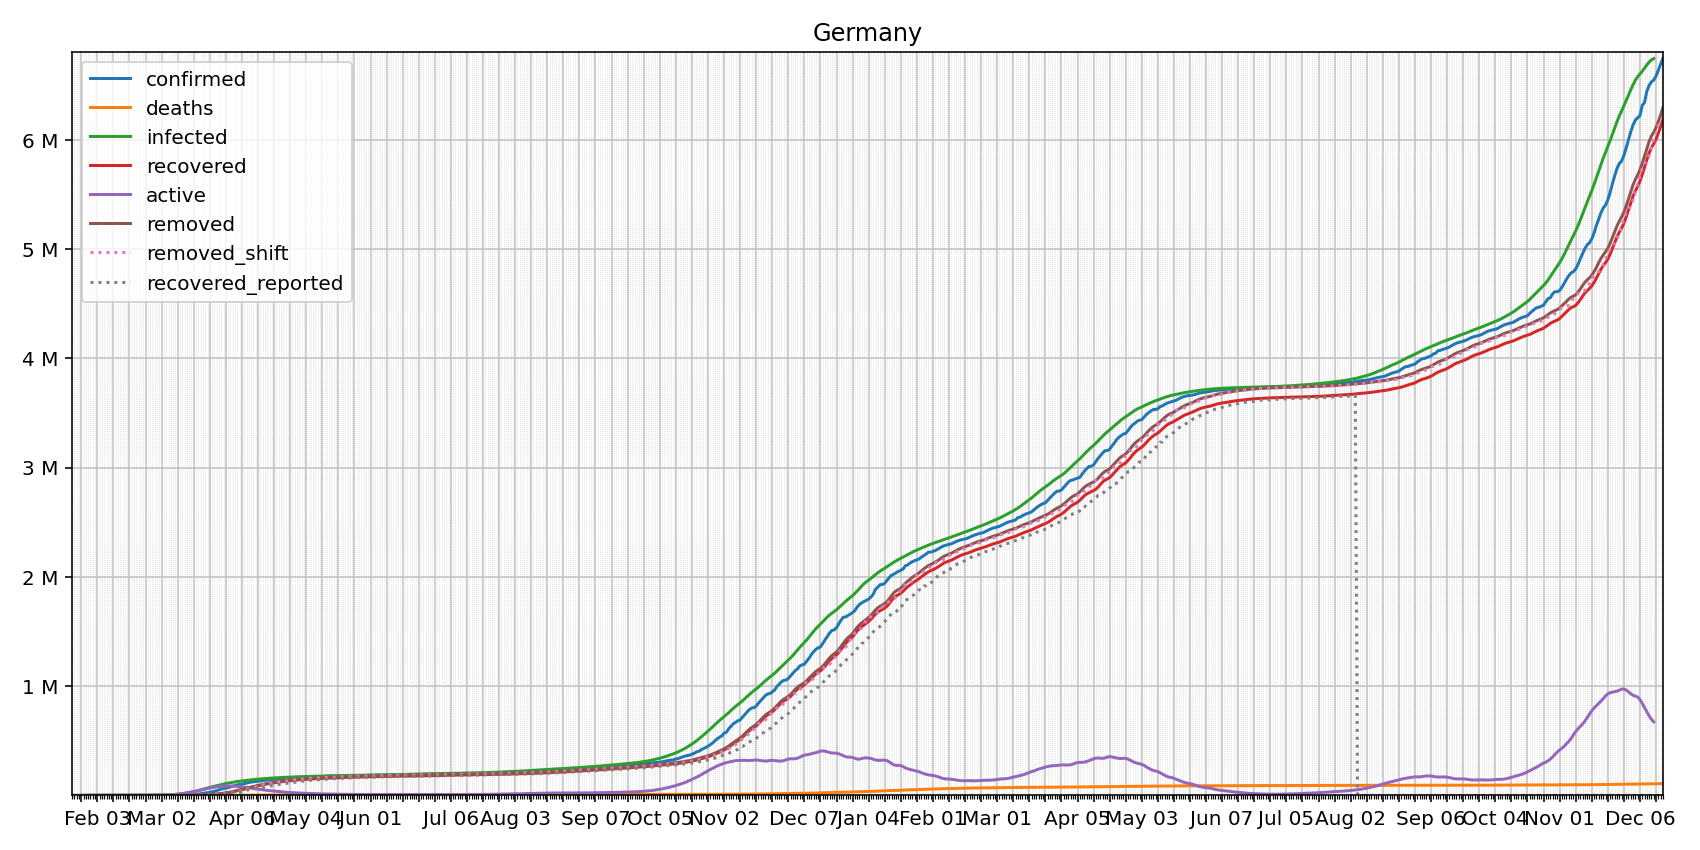 Germany
confirmed
deaths
infected
recovered
active
removed
removed_shift
recovered_reported
6 M
5 M
4 M
3 M
2 M
1 M
Feb 03 Mar 02 Apr 06 May 04 Jun 01 Jul 06 Aug 03 Sep 07 Oct 05 Nov 02 Dec 07 Jan 04 Feb 01 Mar 01 Apr 05 May 03 Jun 07 Jul 05 Aug 02 Sep 06 Oct 04 Nov 01 Dec 06